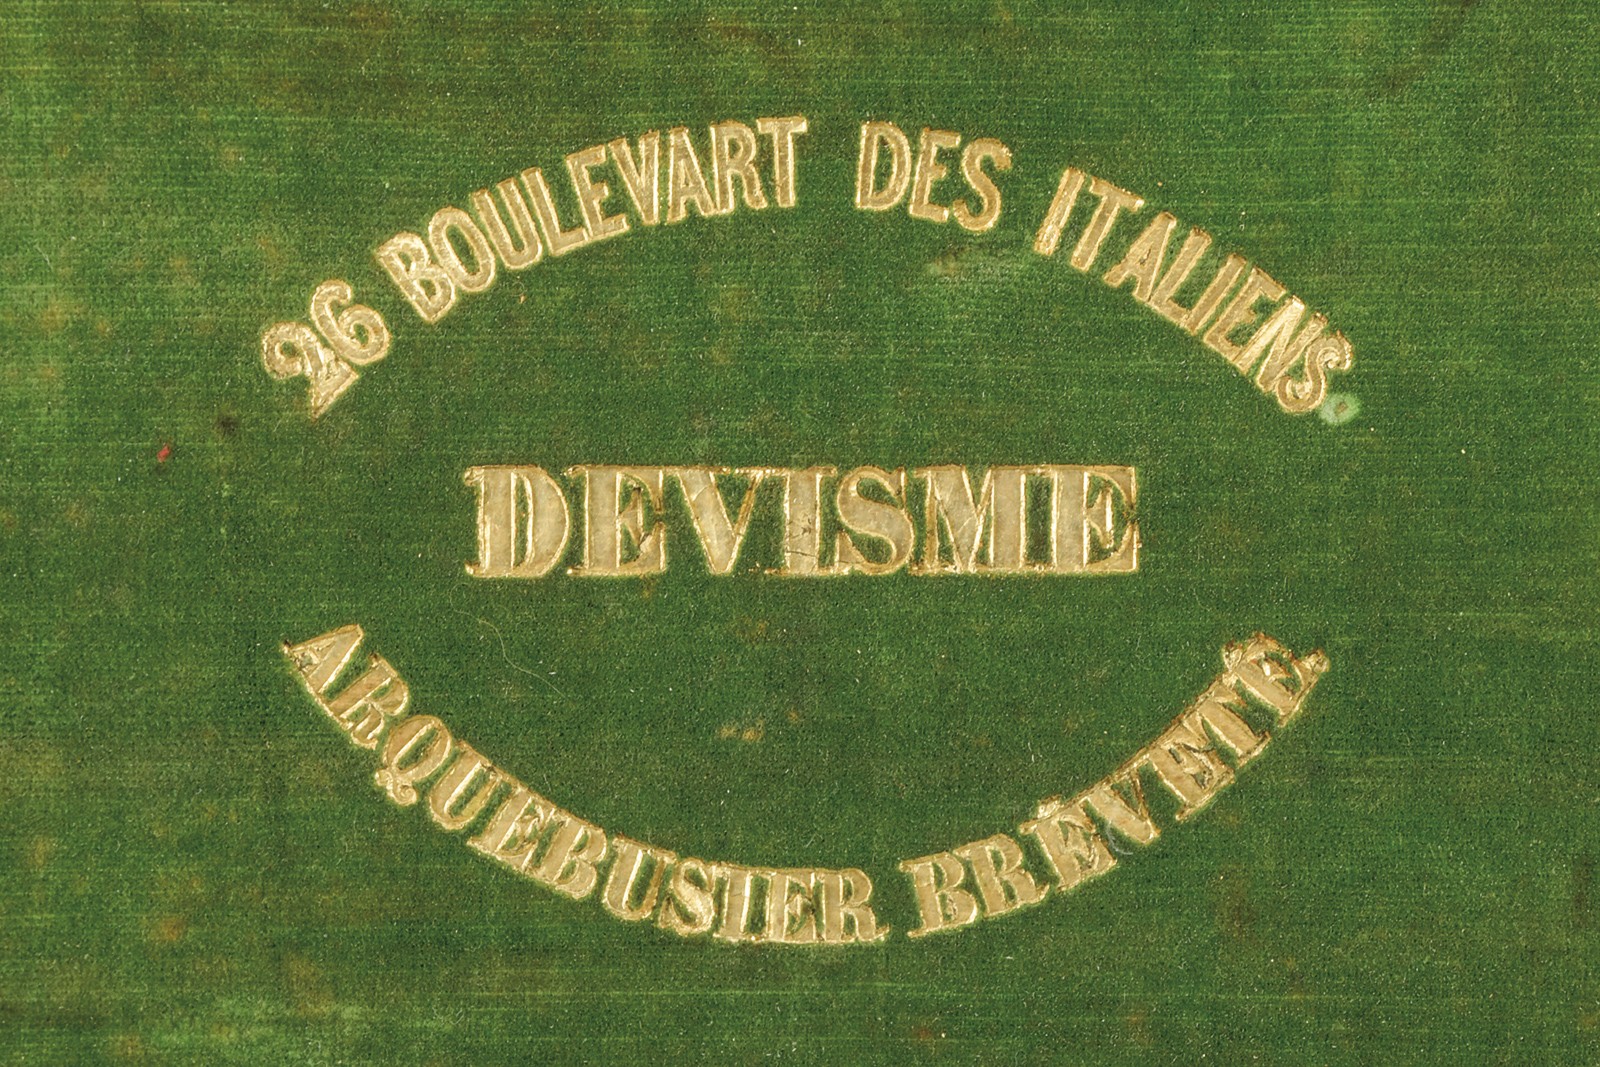 26 BOULEVART DES ITALIENS.
DEVISME
ARQUEBUSIER BRÉVETÉ.